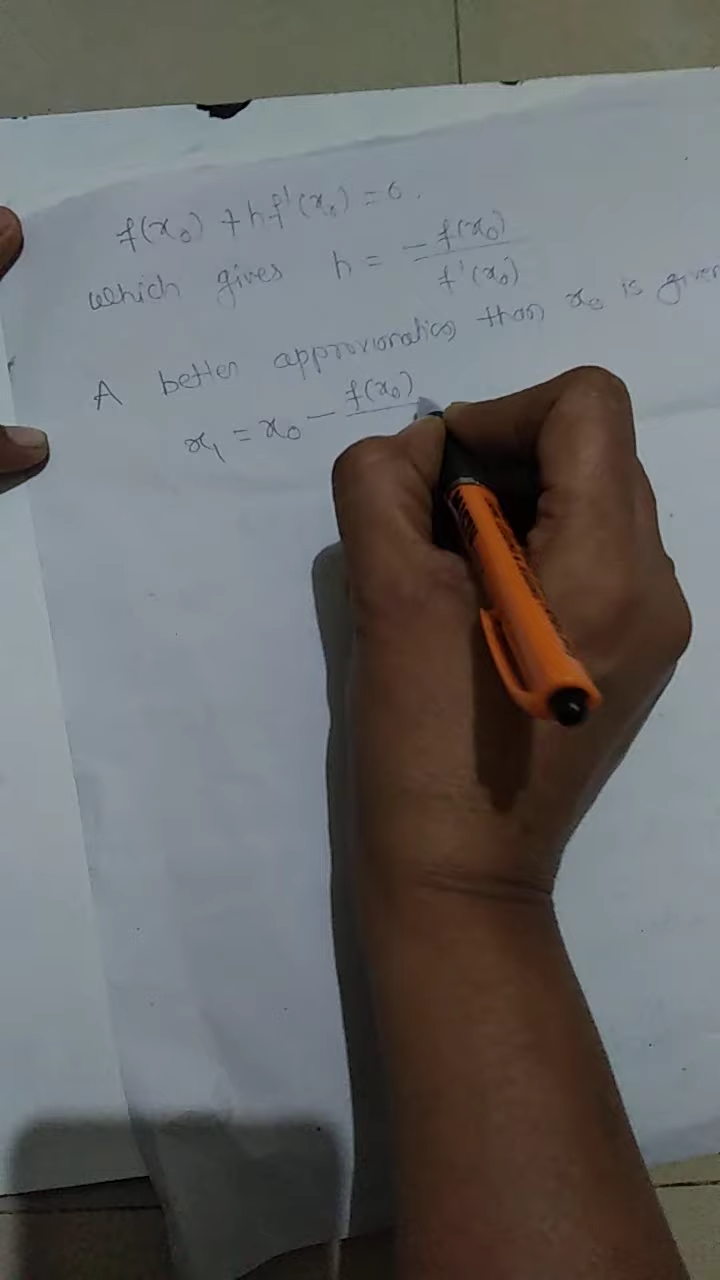 f(x₀) + hf'(x₀) = 0.
which gives h = -f(x₀)/f'(x₀)
A better approximation than x₀ is given
x₁ = x₀ - f(x₀)